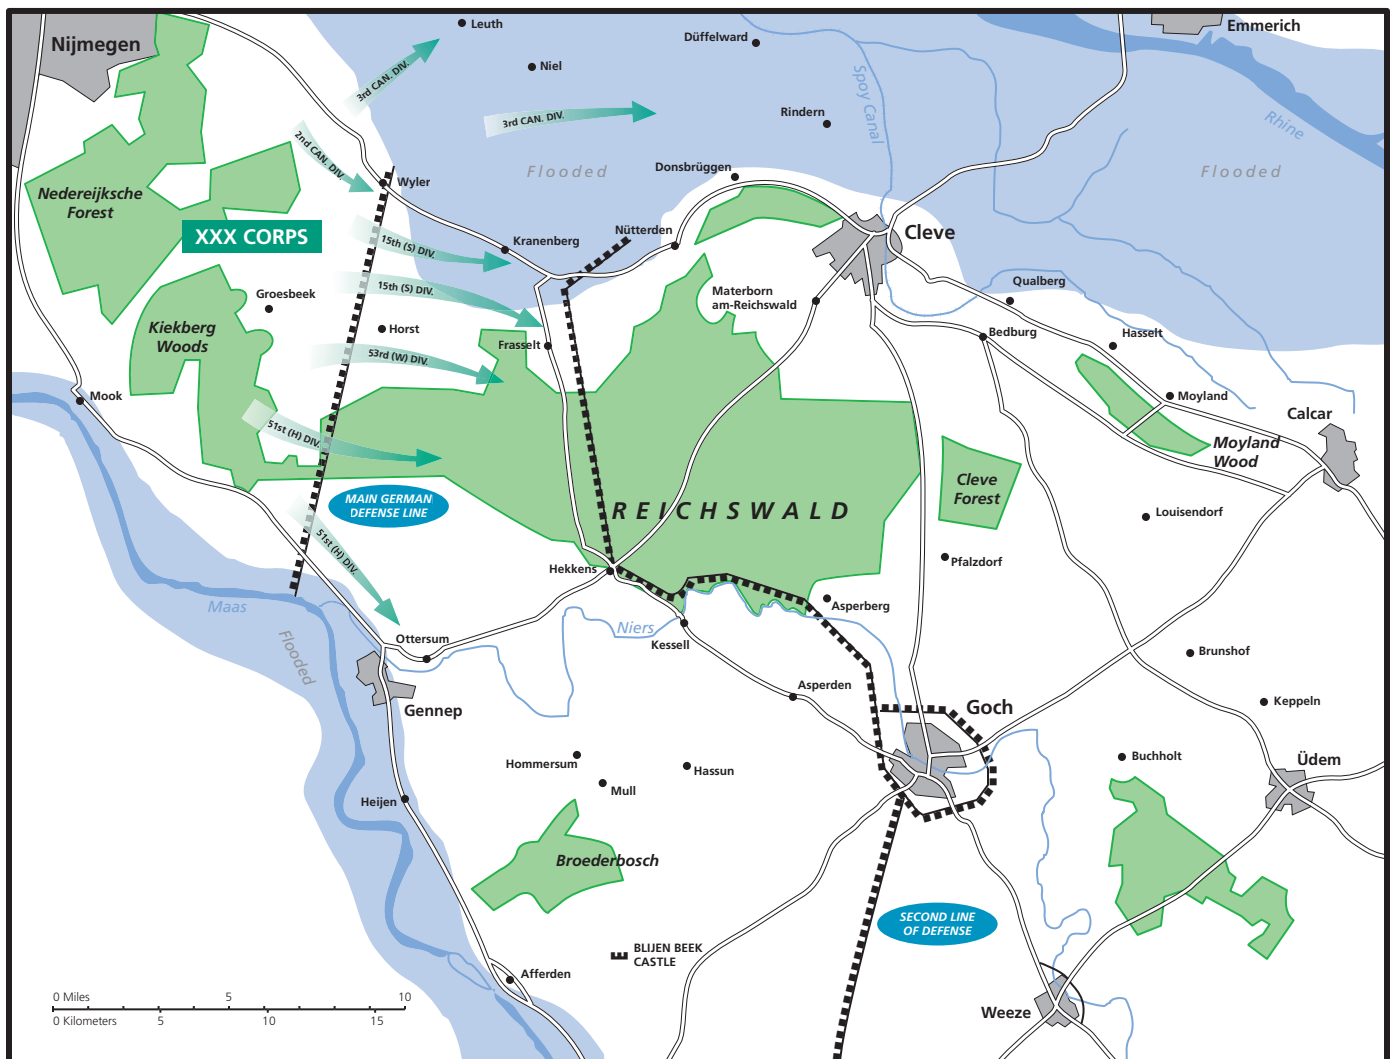 Nijmegen
Leuth
Düffelward
Emmerich
Niel
3rd CAN. DIV.
Rindern
Spoy Canal
3rd CAN. DIV.
Rhine
2nd CAN. DIV.
Flooded
Donsbrüggen
Flooded
Wyler
Nedereijksche
Forest
XXX CORPS
15th (S) DIV.
Kranenberg
Nütterden
Cleve
15th (S) DIV.
Groesbeek
Materborn
am-Reichswald
Qualberg
Kiekberg
Woods
Horst
Frasselt
53rd (W) DIV.
Bedburg
Hasselt
Mook
Moyland
Calcar
51st (H) DIV.
Moyland
Wood
MAIN GERMAN
DEFENSE LINE
REICHSWALD
Cleve
Forest
Louisendorf
51st (H) DIV.
Hekkens
Pfalzdorf
Maas
Asperberg
Flooded
Niers
Ottersum
Kessell
Brunshof
Asperden
Gennep
Goch
Keppeln
Hommersum
Hassun
Buchholt
Üdem
Mull
Heijen
Broederbosch
SECOND LINE
OF DEFENSE
BLIJEN BEEK
CASTLE
Afferden
Weeze
0 Miles 5 10
0 Kilometers 5 10 15